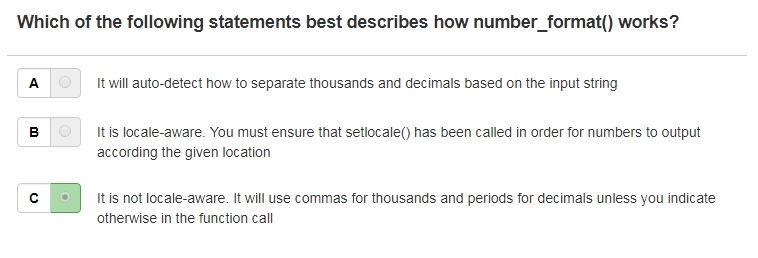 Which of the following statements best describes how number_format() works?
A It will auto-detect how to separate thousands and decimals based on the input string
B It is locale-aware. You must ensure that setlocale() has been called in order for numbers to output
according the given location
C It is not locale-aware. It will use commas for thousands and periods for decimals unless you indicate
otherwise in the function call